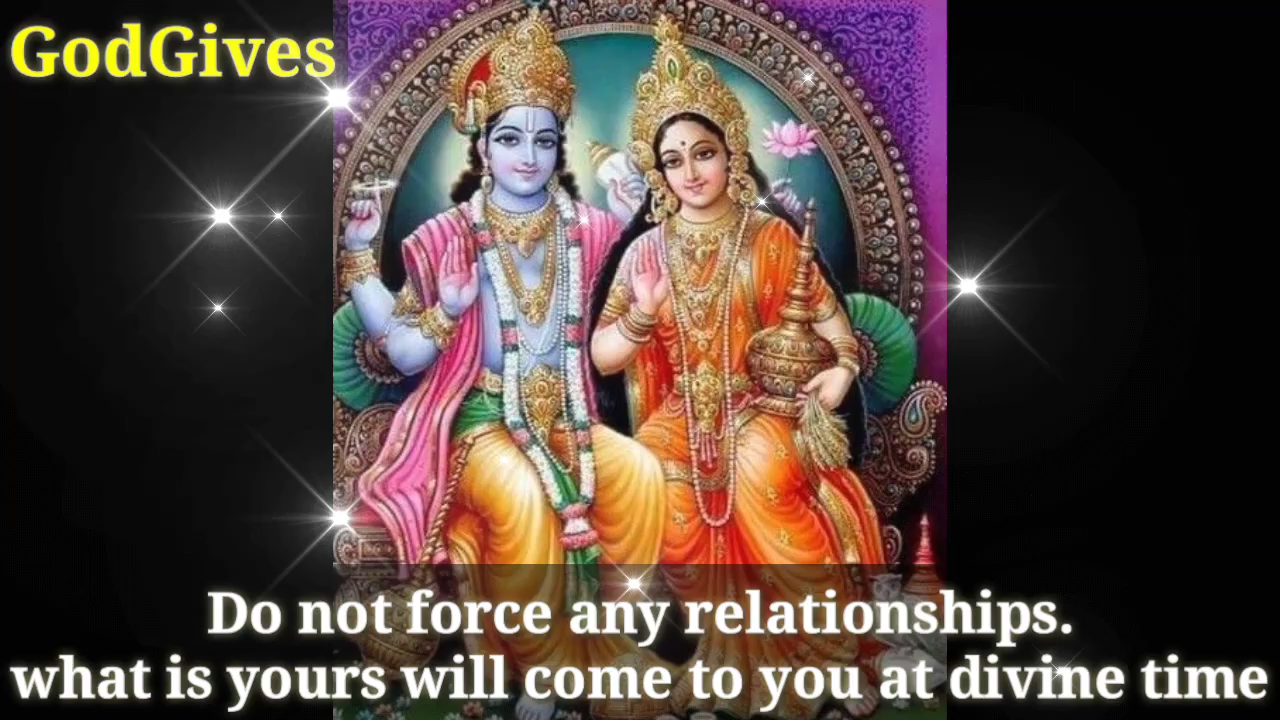 GodGives
Do not force any relationships.
what is yours will come to you at divine time